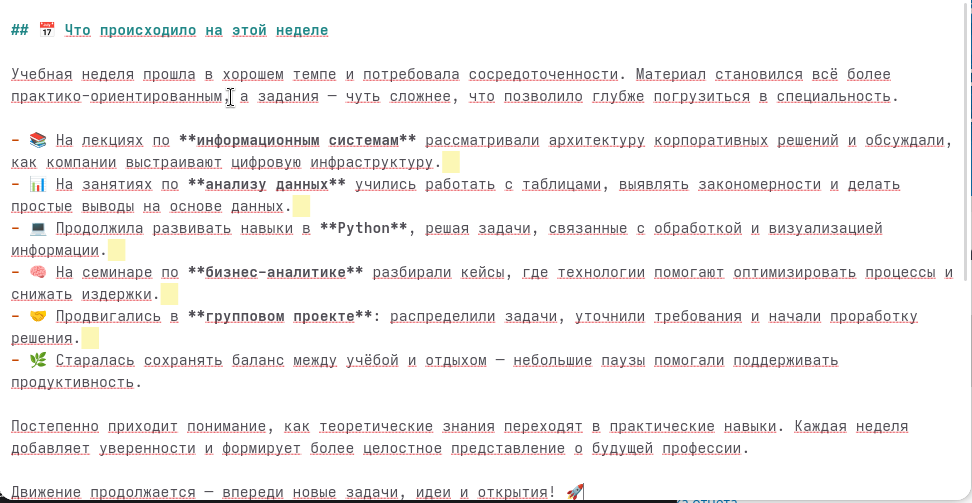 ## 📅 Что происходило на этой неделе
Учебная неделя прошла в хорошем темпе и потребовала сосредоточенности. Материал становился всё более
практико-ориентированным, а задания — чуть сложнее, что позволило глубже погрузиться в специальность.
- 📚 На лекциях по **информационным системам** рассматривали архитектуру корпоративных решений и обсуждали,
как компании выстраивают цифровую инфраструктуру.
- 📊 На занятиях по **анализу данных** учились работать с таблицами, выявлять закономерности и делать
простые выводы на основе данных.
- 💻 Продолжила развивать навыки в **Python**, решая задачи, связанные с обработкой и визуализацией
информации.
- 🧠 На семинаре по **бизнес-аналитике** разбирали кейсы, где технологии помогают оптимизировать процессы и
снижать издержки.
- 🤝 Продвигались в **групповом проекте**: распределили задачи, уточнили требования и начали проработку
решения.
- 🌿 Старалась сохранять баланс между учёбой и отдыхом — небольшие паузы помогали поддерживать
продуктивность.
Постепенно приходит понимание, как теоретические знания переходят в практические навыки. Каждая неделя
добавляет уверенности и формирует более целостное представление о будущей профессии.
Движение продолжается — впереди новые задачи, идеи и открытия! 🚀